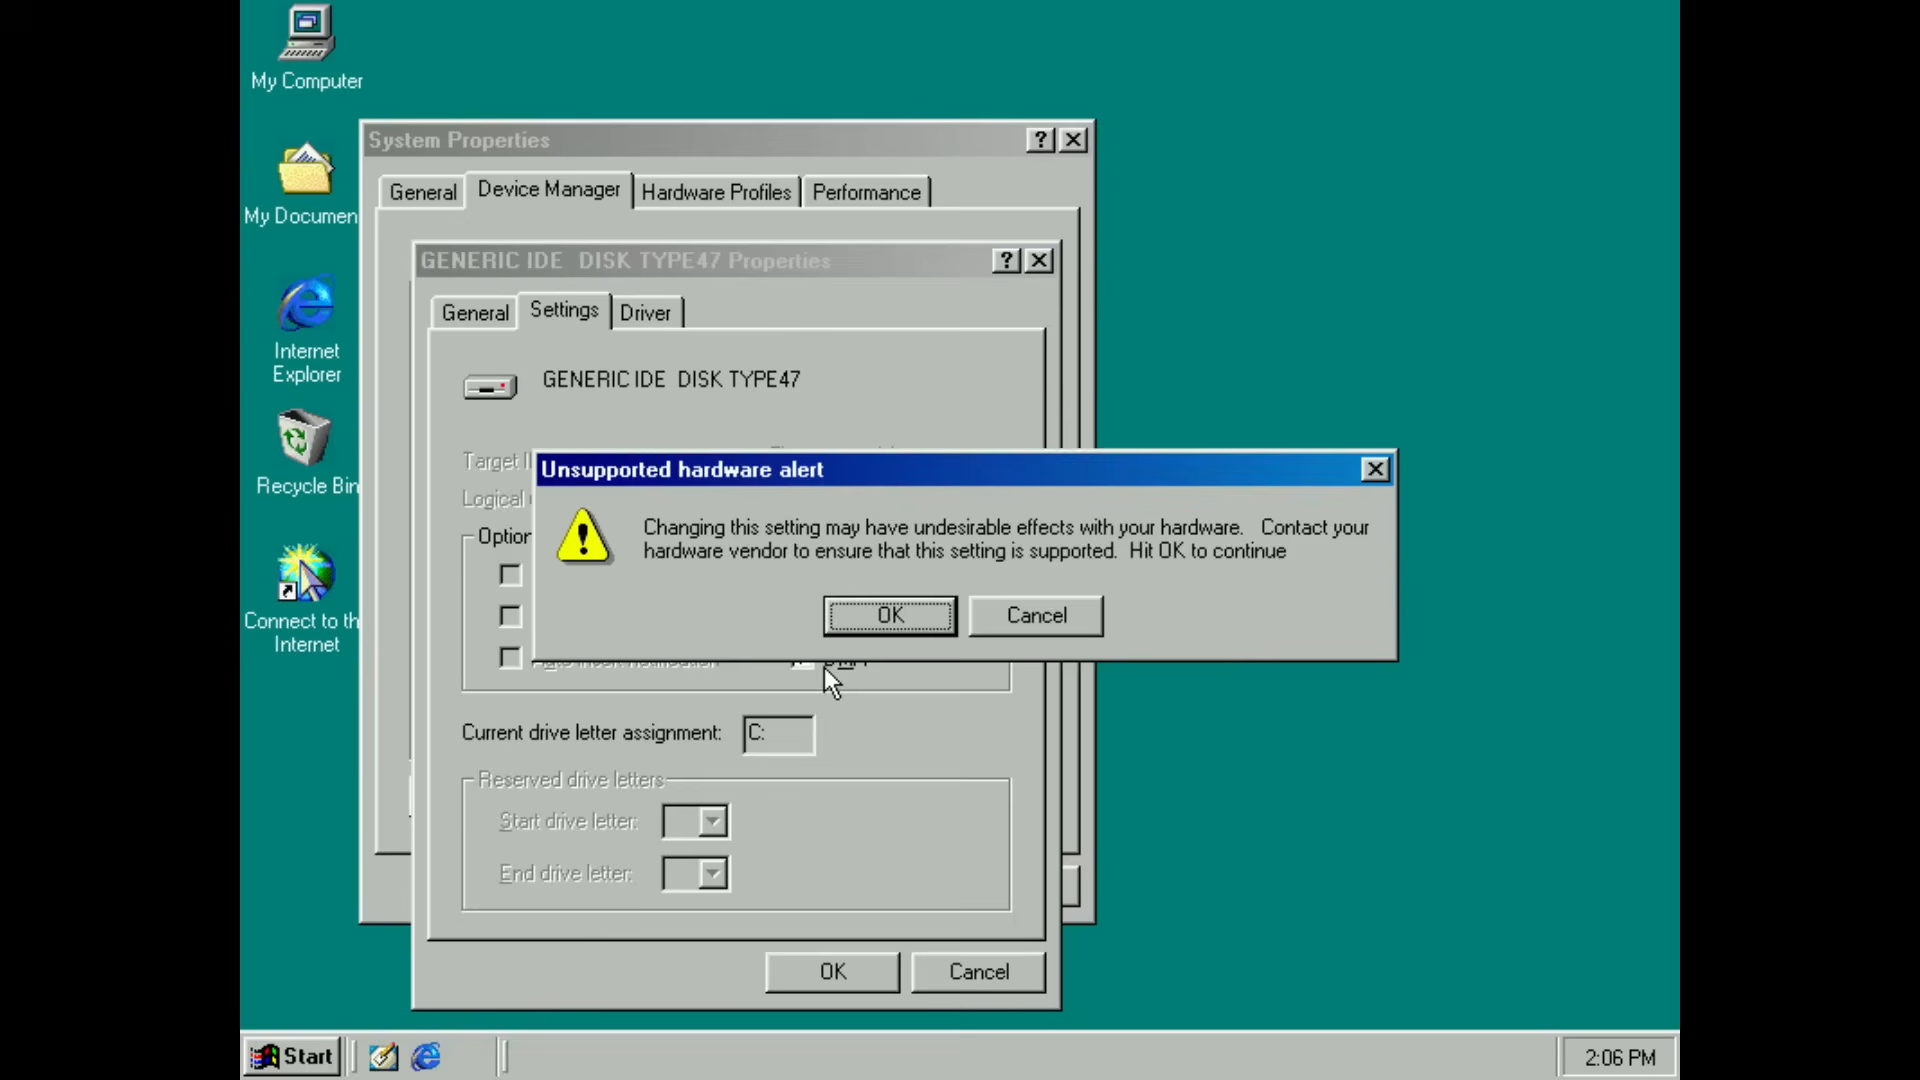 My Computer
My Documen
Internet
Explorer
Recycle Bin
Connect to th
Internet
System Properties
General
Device Manager
Hardware Profiles
Performance
GENERIC IDE  DISK TYPE47 Properties
General
Settings
Driver
GENERIC IDE  DISK TYPE47
Target I
Logical
Option
Unsupported hardware alert
Changing this setting may have undesirable effects with your hardware.   Contact your
hardware vendor to ensure that this setting is supported.  Hit OK to continue
OK
Cancel
Current drive letter assignment:
C:
Reserved drive letters
Start drive letter:
End drive letter:
OK
Cancel
Start
2:06 PM